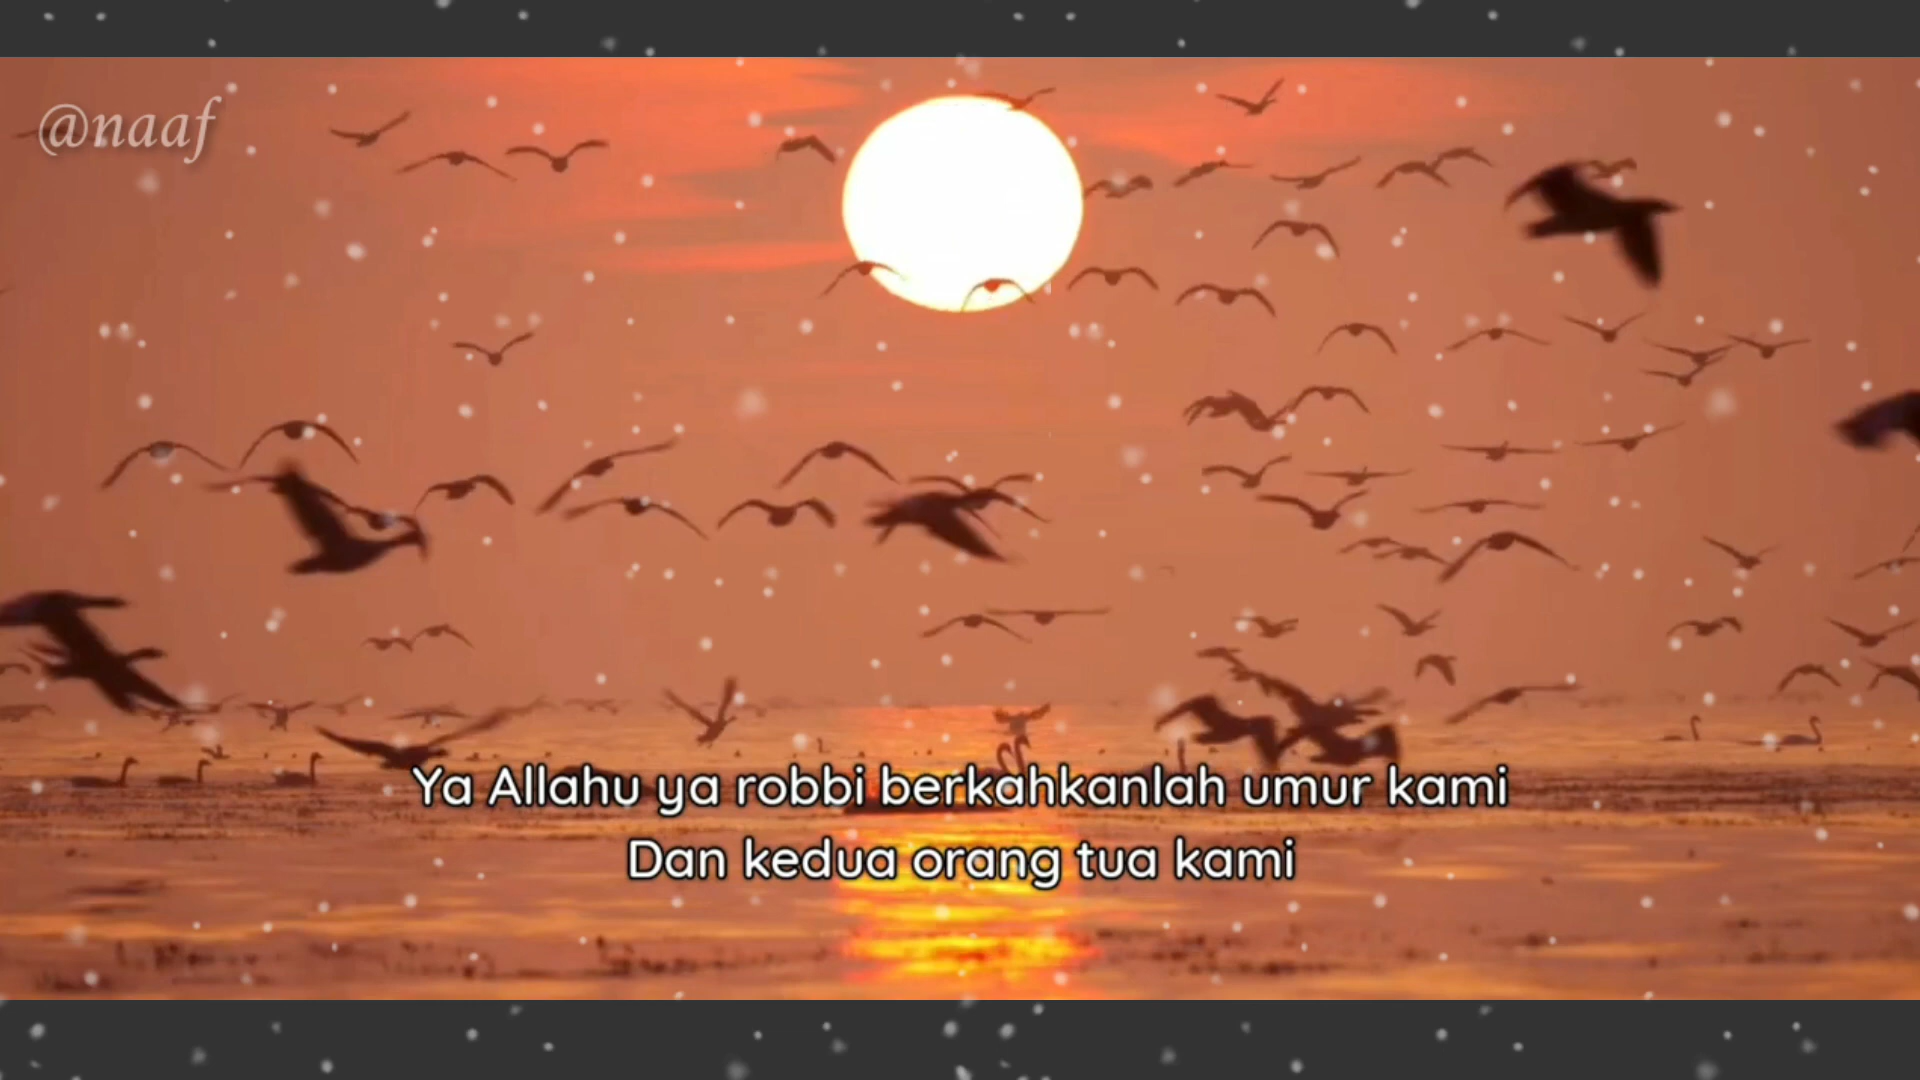 @naaf
Ya Allahu ya robbi berkahkanlah umur kami
Dan kedua orang tua kami